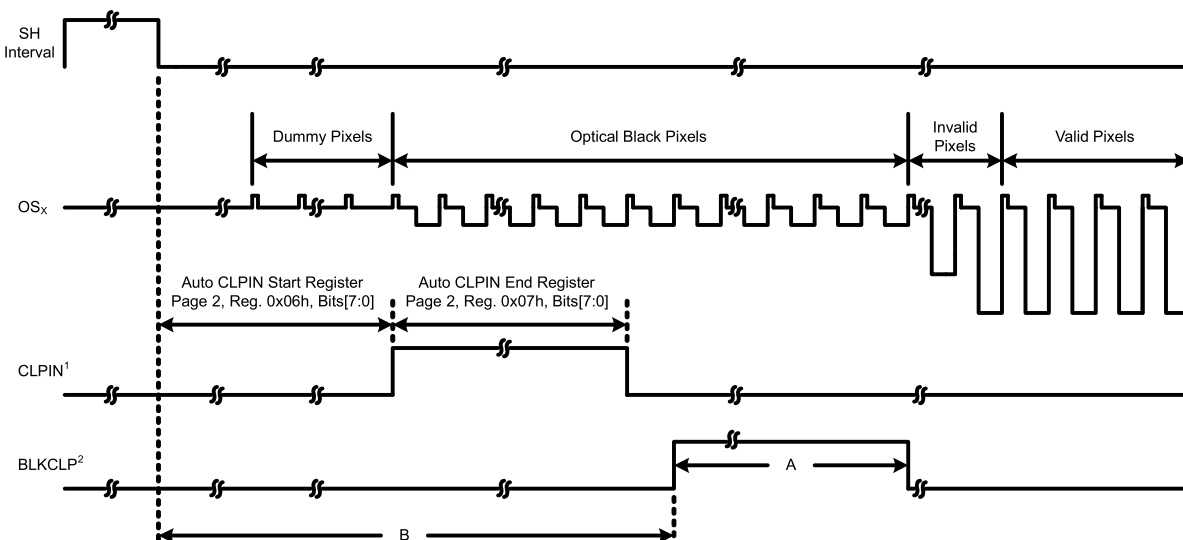 SH
Interval
Dummy Pixels
Optical Black Pixels
Invalid
Pixels
Valid Pixels
OSX
Auto CLPIN Start Register
Page 2, Reg. 0x06h, Bits[7:0]
Auto CLPIN End Register
Page 2, Reg. 0x07h, Bits[7:0]
CLPIN1
BLKCLP2
A
B